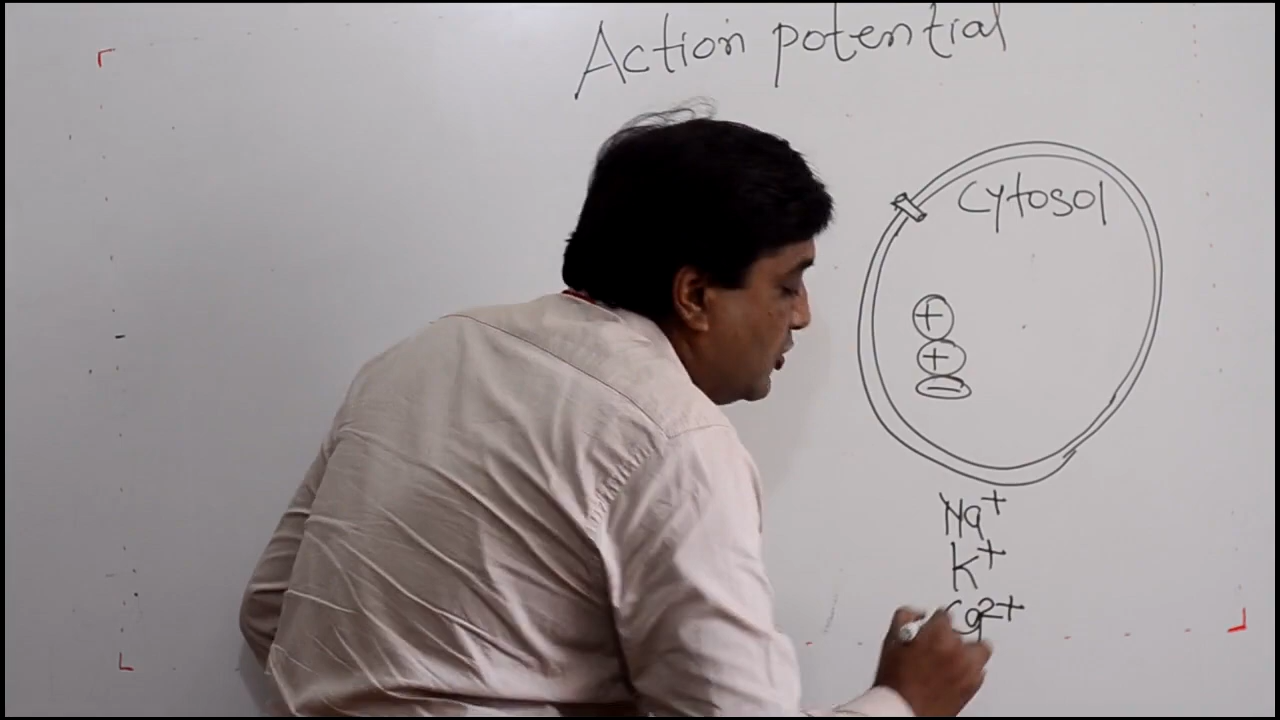 Action potential
Cytosol
+
+
−
Na+
K+
Ca2+